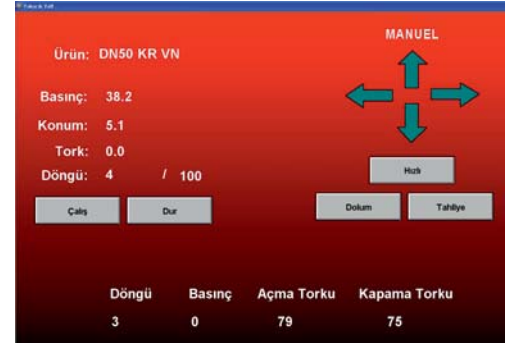 MANUEL
Ürün: DN50 KR VN
Basınç: 38.2
Konum: 5.1
Tork: 0.0
Döngü: 4 / 100
Hızlı
Çalış Dur Dolum Tahliye
Döngü Basınç Açma Torku Kapama Torku
3 0 79 75